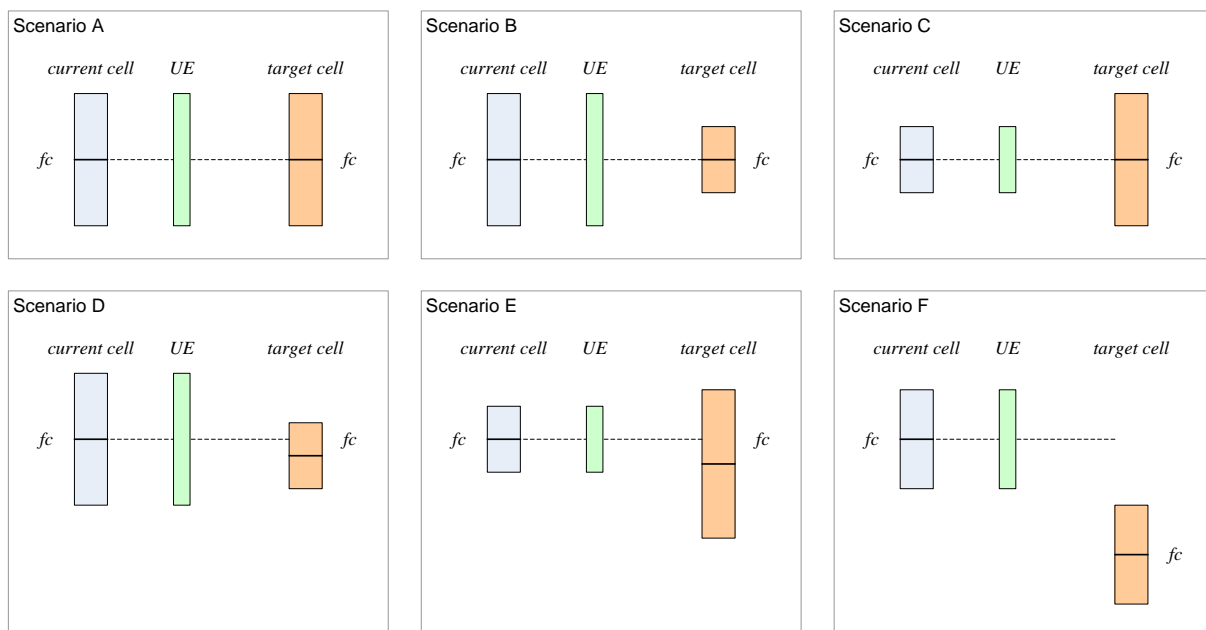 Scenario A
current cell UE target cell
fc fc
Scenario B
current cell UE target cell
fc fc
Scenario C
current cell UE target cell
fc fc
Scenario D
current cell UE target cell
fc fc
Scenario E
current cell UE target cell
fc fc
Scenario F
current cell UE target cell
fc
fc